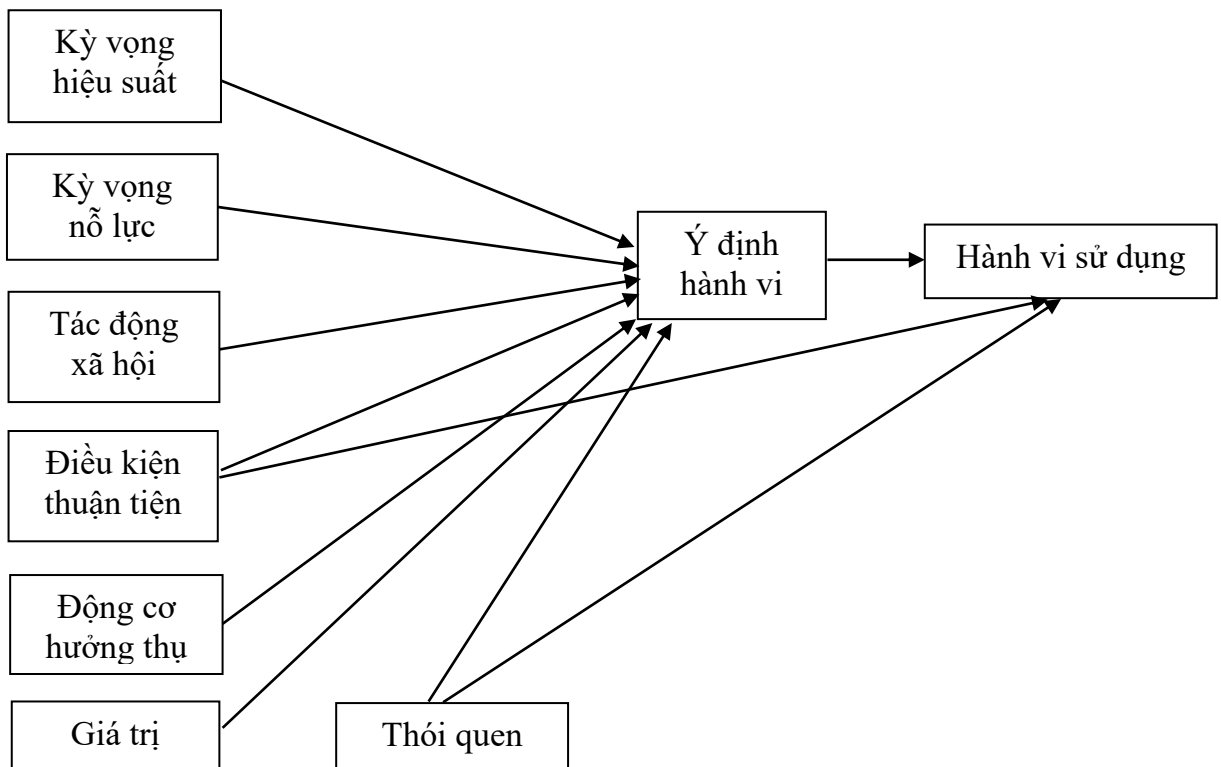 Kỳ vọng
hiệu suất
Kỳ vọng
nỗ lực
Tác động
xã hội
Điều kiện
thuận tiện
Động cơ
hưởng thụ
Giá trị
Thói quen
Ý định
hành vi
Hành vi sử dụng